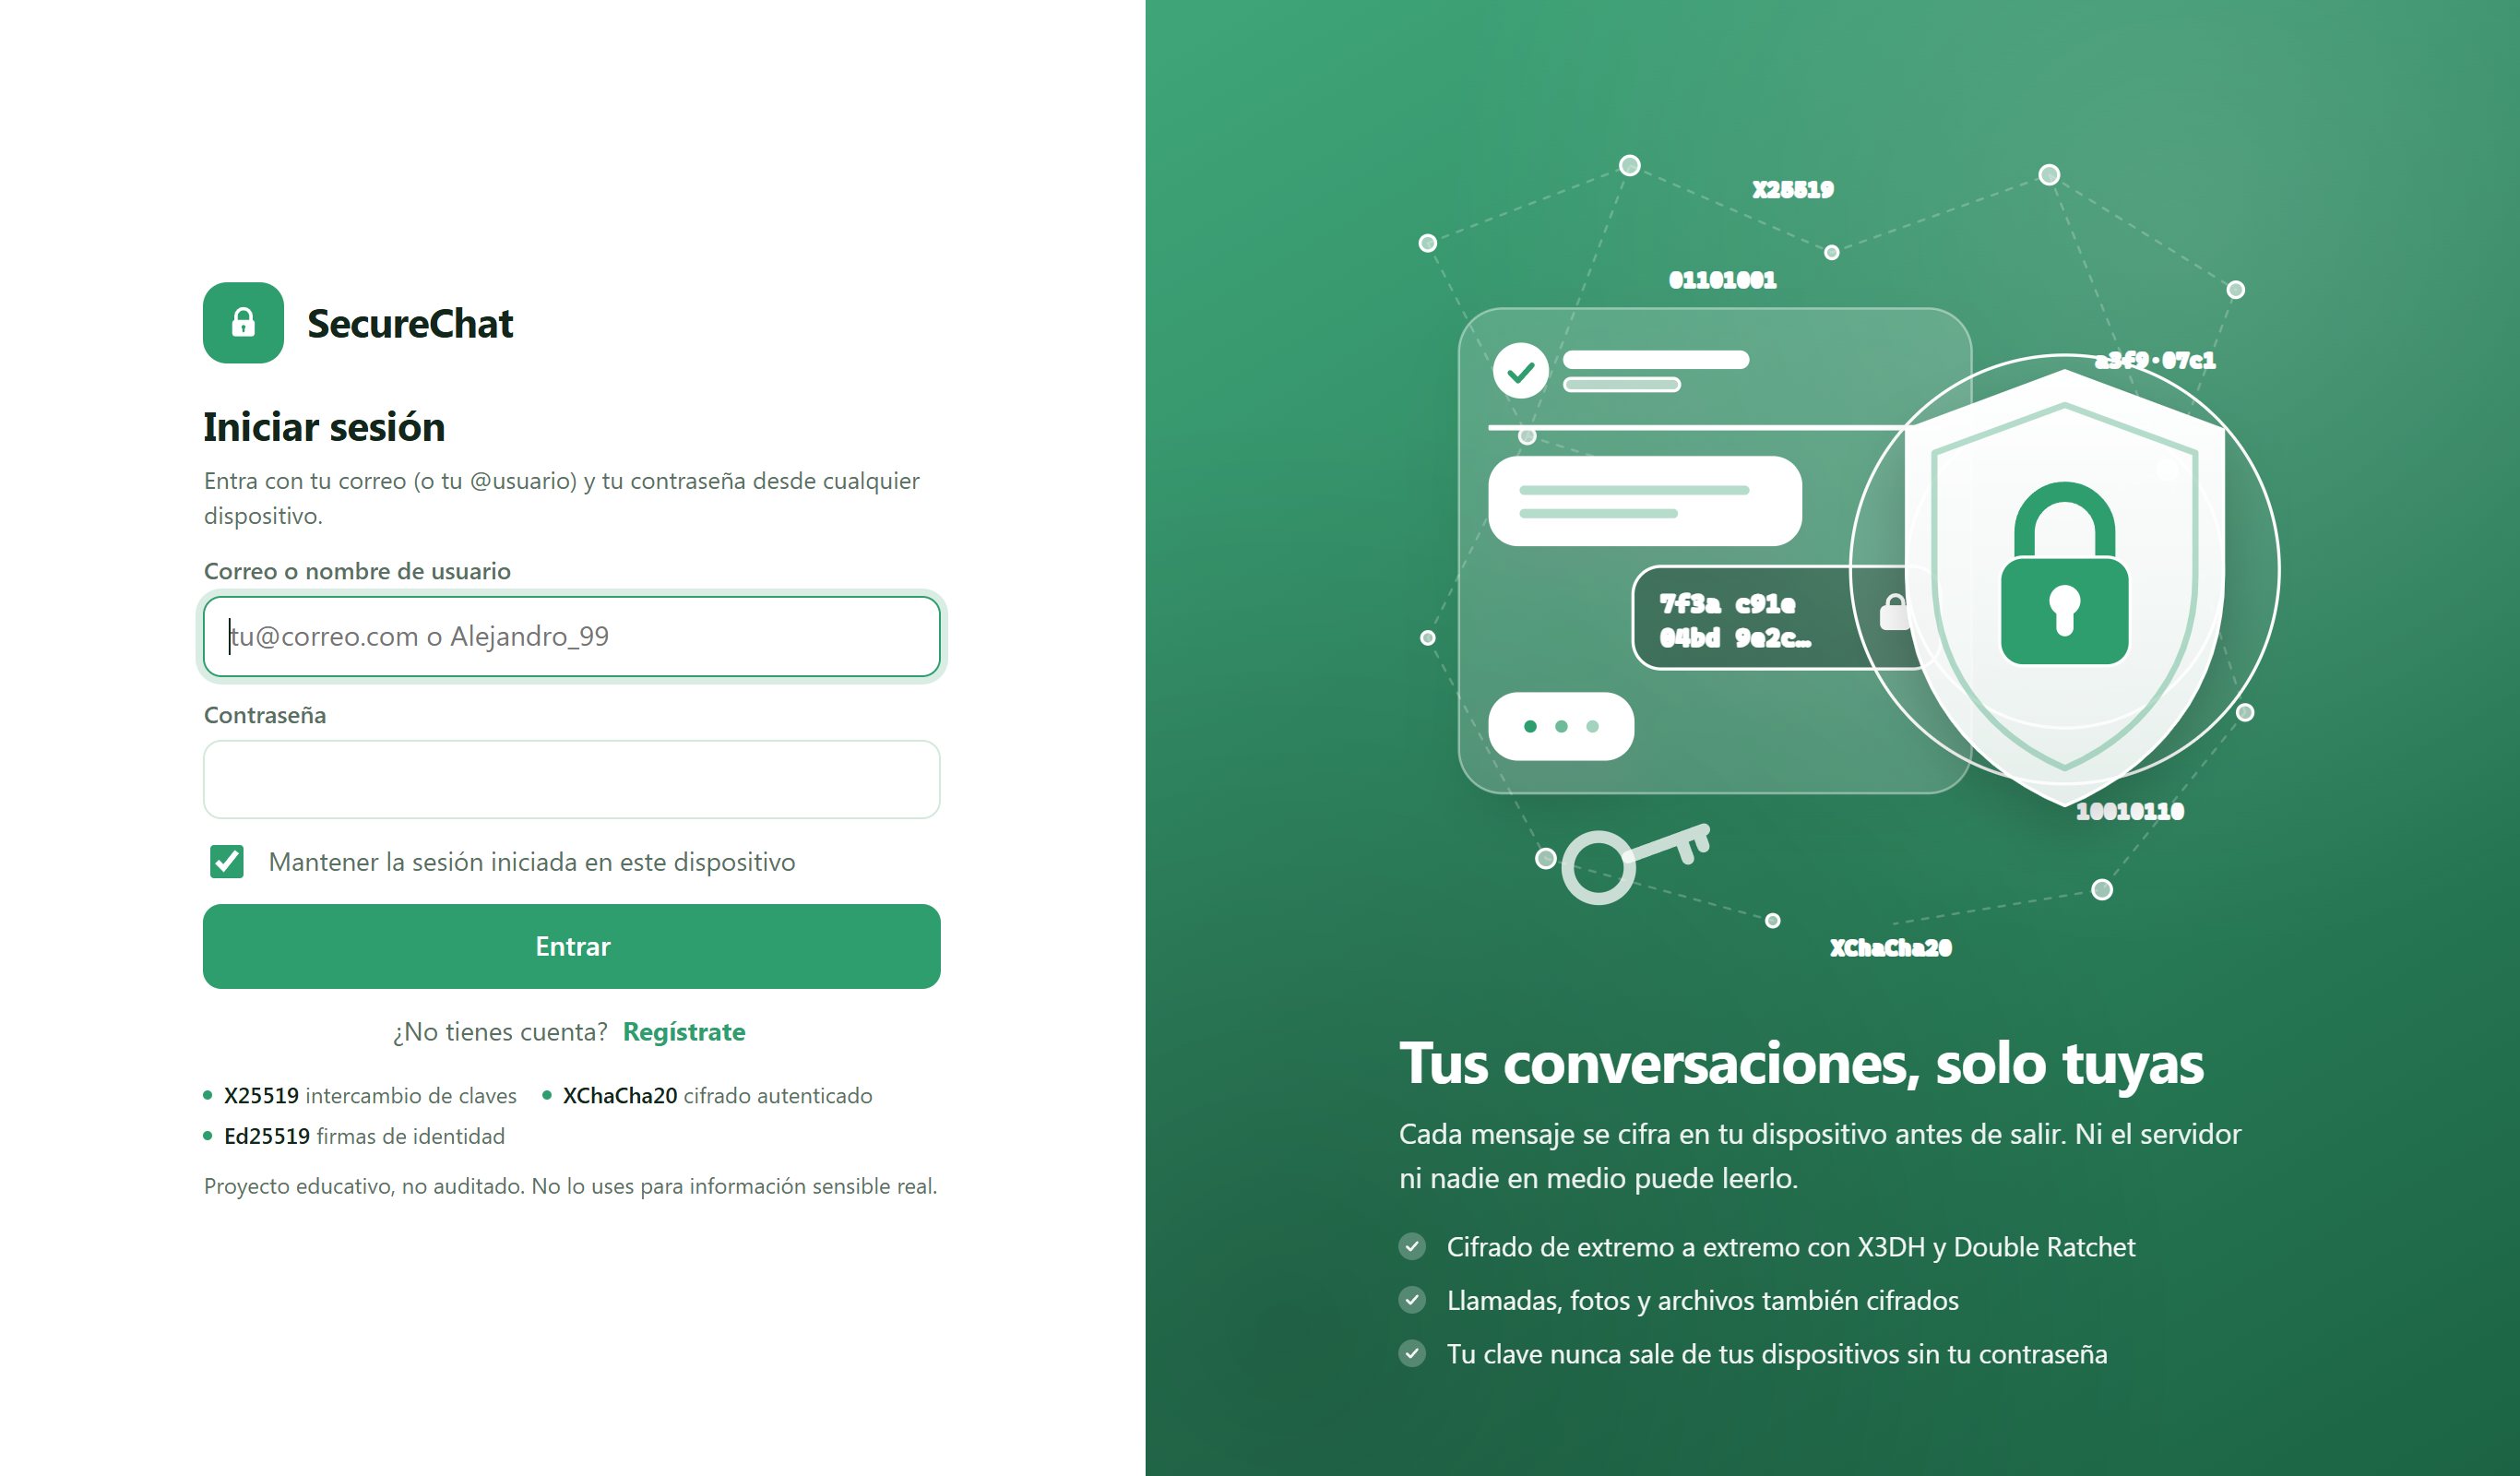 SecureChat
Iniciar sesión
Entra con tu correo (o tu @usuario) y tu contraseña desde cualquier
dispositivo.
Correo o nombre de usuario
tu@correo.com o Alejandro_99
Contraseña
Mantener la sesión iniciada en este dispositivo
Entrar
¿No tienes cuenta? Regístrate
X25519 intercambio de claves
XChaCha20 cifrado autenticado
Ed25519 firmas de identidad
Proyecto educativo, no auditado. No lo uses para información sensible real.
X25519
01101001
a3f9·07c1
7f3a c91e
04bd 9e2c…
10010110
XChaCha20
Tus conversaciones, solo tuyas
Cada mensaje se cifra en tu dispositivo antes de salir. Ni el servidor
ni nadie en medio puede leerlo.
Cifrado de extremo a extremo con X3DH y Double Ratchet
Llamadas, fotos y archivos también cifrados
Tu clave nunca sale de tus dispositivos sin tu contraseña